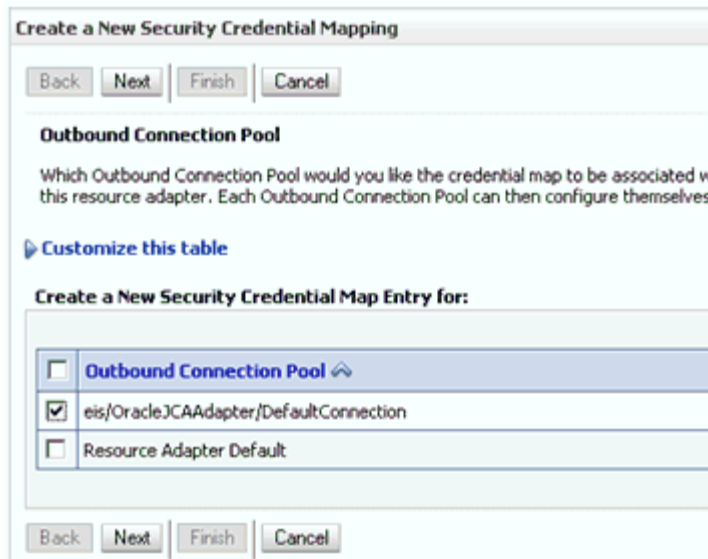 Create a New Security Credential Mapping
Back Next Finish Cancel
Outbound Connection Pool
Which Outbound Connection Pool would you like the credential map to be associated
this resource adapter. Each Outbound Connection Pool can then configure themselves
Customize this table
Create a New Security Credential Map Entry for:
Outbound Connection Pool
eis/OracleJCAAdapter/DefaultConnection
Resource Adapter Default
Back Next Finish Cancel